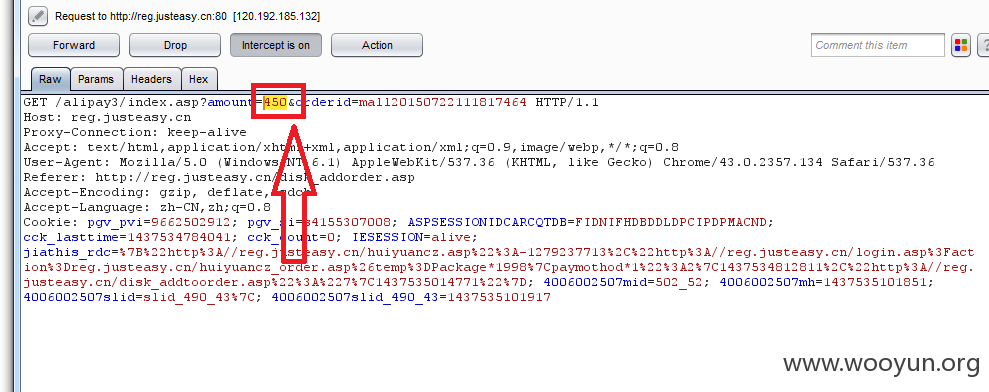 Request to http://reg.justeasy.cn:80 [120.192.185.132]
Forward Drop Intercept is on Action Comment this item
Raw Params Headers Hex
GET /alipay3/index.asp?amount=450&orderid=mall20150722111817464 HTTP/1.1
Host: reg.justeasy.cn
Proxy-Connection: keep-alive
Accept: text/html,application/xhtml+xml,application/xml;q=0.9,image/webp,*/*;q=0.8
User-Agent: Mozilla/5.0 (Windows NT 6.1) AppleWebKit/537.36 (KHTML, like Gecko) Chrome/43.0.2357.134 Safari/537.36
Referer: http://reg.justeasy.cn/disk_addorder.asp
Accept-Encoding: gzip, deflate, sdch
Accept-Language: zh-CN,zh;q=0.8
Cookie: pgv_pvi=9662502912; pgv_si=s4155307008; ASPSESSIONIDCARCQTDB=FIDNIFHDBDDLDPCIPDPMACND;
cck_lasttime=1437534784041; cck_count=0; IESESSION=alive;
jiathis_rdc=%7B%22http%3A//reg.justeasy.cn/huiyuancz.asp%22%3A-1279237713%2C%22http%3A//reg.justeasy.cn/login.asp%3Fact
ion%3Dreg.justeasy.cn/huiyuancz_order.asp%26temp%3DPackage*1998%7Cpaymothod*1%22%3A%2%7C1437534812811%2C%22http%3A//reg.
justeasy.cn/disk_addtoorder.asp%22%3A%227%7C1437535014771%22%7D; 4006002507mid=502_52; 4006002507mh=1437535101851;
4006002507slid=slid_490_43%7C; 4006002507slid_490_43=1437535101917
www.wooyun.org